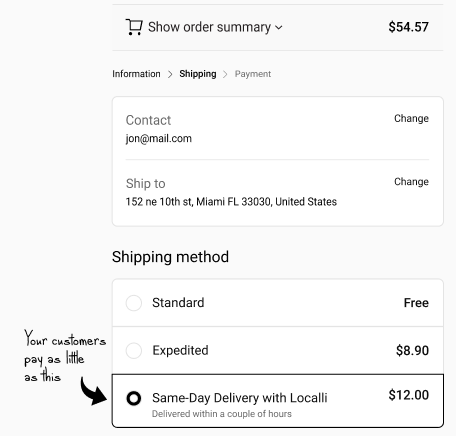 Show order summary $54.57
Information > Shipping > Payment
Contact Change
jon@mail.com
Ship to Change
152 ne 10th st, Miami FL 33030, United States
Shipping method
Standard Free
Your customers
pay as little
as this
Expedited $8.90
Same-Day Delivery with Localli $12.00
Delivered within a couple of hours